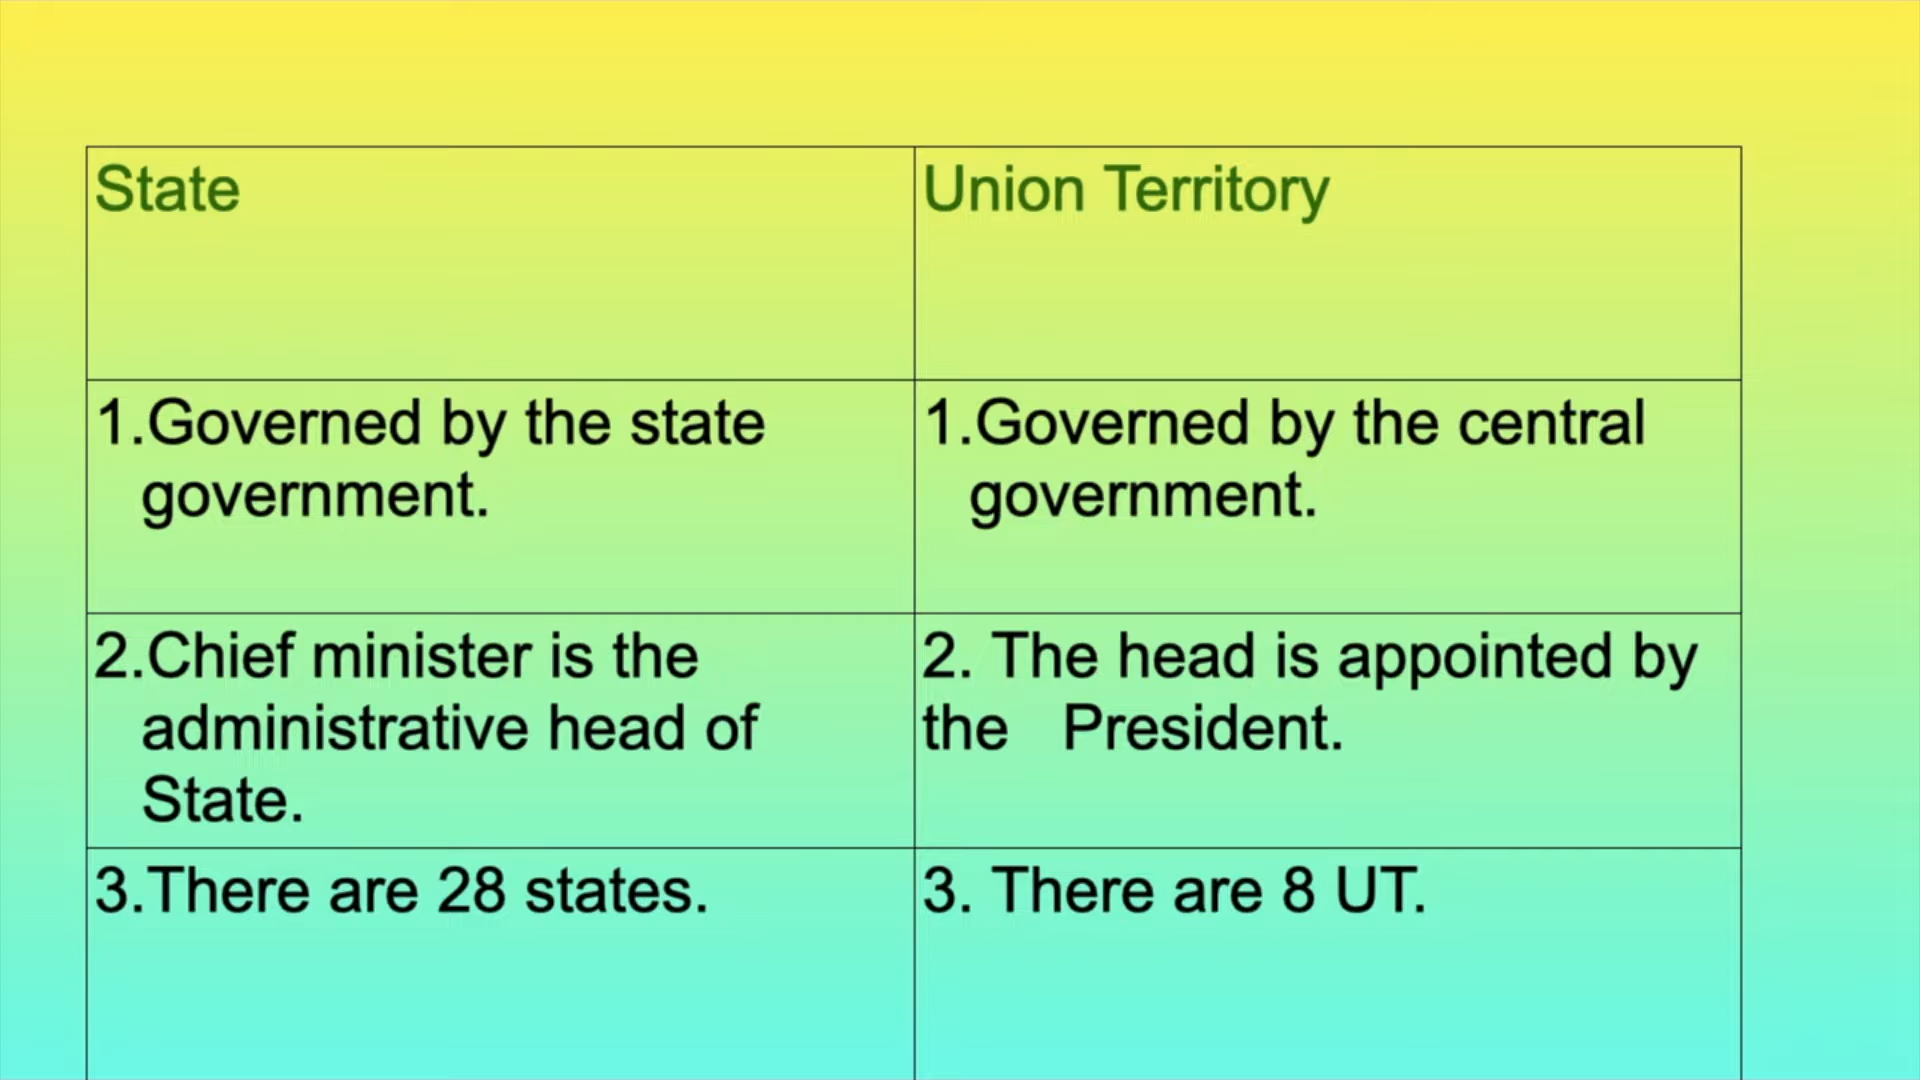 State
Union Territory
1.Governed by the state
government.
1.Governed by the central
government.
2.Chief minister is the
administrative head of
State.
2. The head is appointed by
the President.
3.There are 28 states.
3. There are 8 UT.